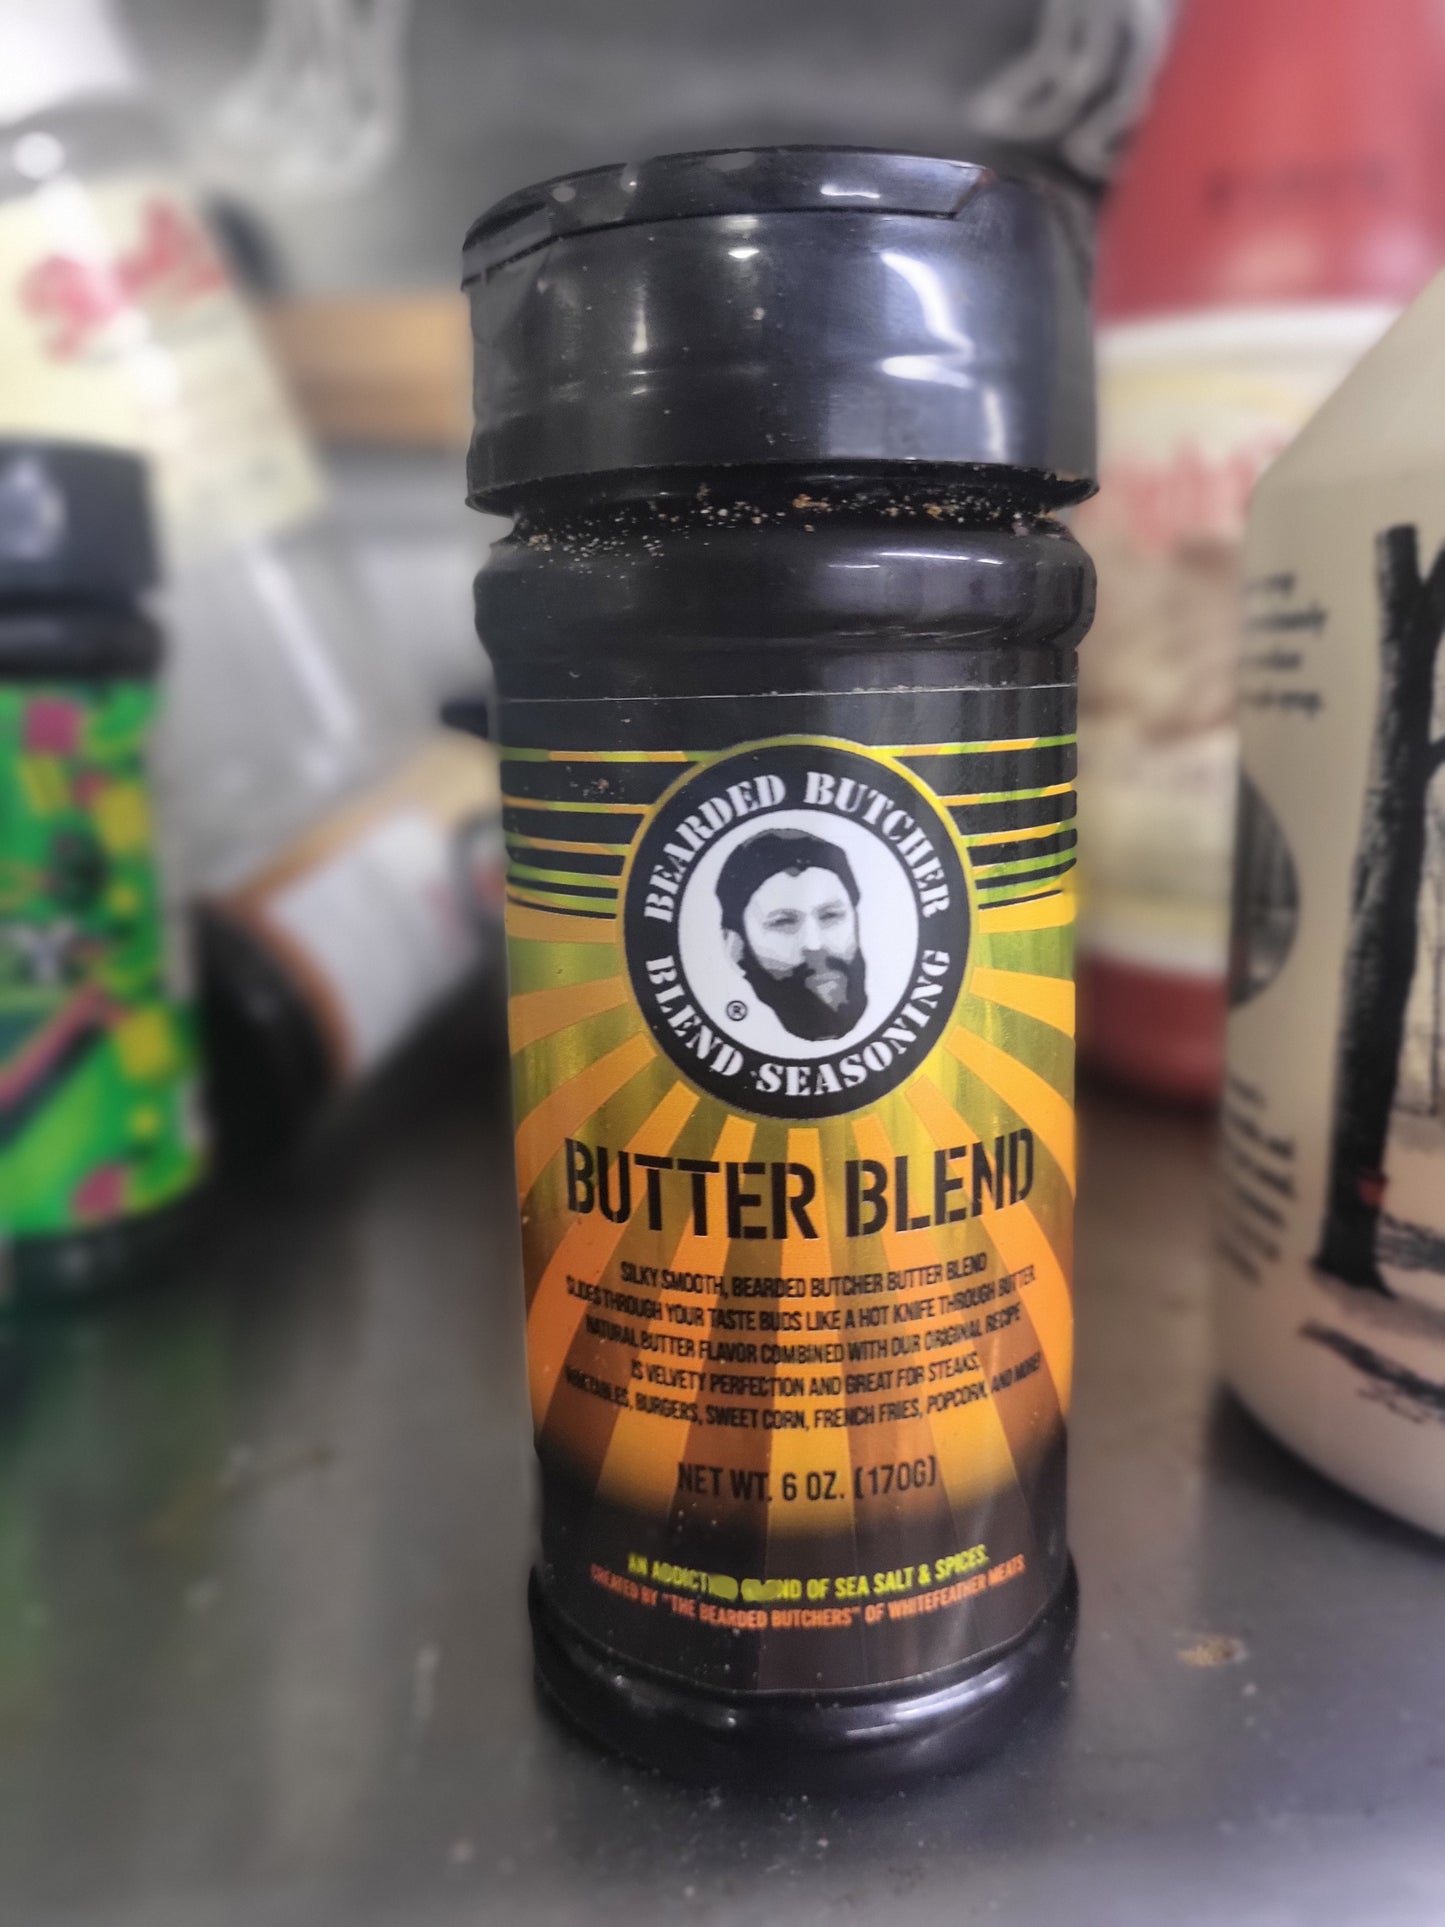 BEARDED BUTCHER
BLEND SEASONING
®
BUTTER BLEND
SILKY SMOOTH, BEARDED BUTCHER BUTTER BLEND
SLIDES THROUGH YOUR TASTE BUDS LIKE A HOT KNIFE THROUGH BUTTER
NATURAL BUTTER FLAVOR COMBINED WITH OUR ORIGINAL RECIPE
IS VELVETY PERFECTION AND GREAT FOR STEAKS,
VEGETABLES, BURGERS, SWEET CORN, FRENCH FRIES, POPCORN, AND MORE!
NET WT. 6 OZ. (170G)
AN OF SEA SALT & SPICES.
CREATED BY "THE BEARDED BUTCHERS" OF WHITEFEATHER MEATS